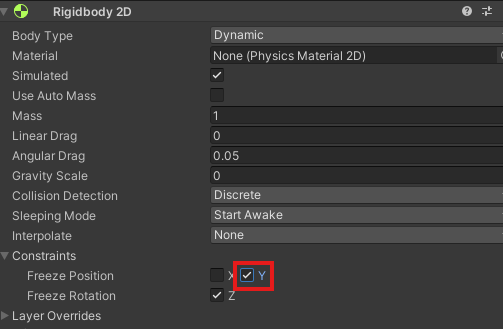 Rigidbody 2D
Body Type Dynamic
Material None (Physics Material 2D)
Simulated
Use Auto Mass
Mass 1
Linear Drag 0
Angular Drag 0.05
Gravity Scale 0
Collision Detection Discrete
Sleeping Mode Start Awake
Interpolate None
Constraints
Freeze Position X Y
Freeze Rotation Z
Layer Overrides